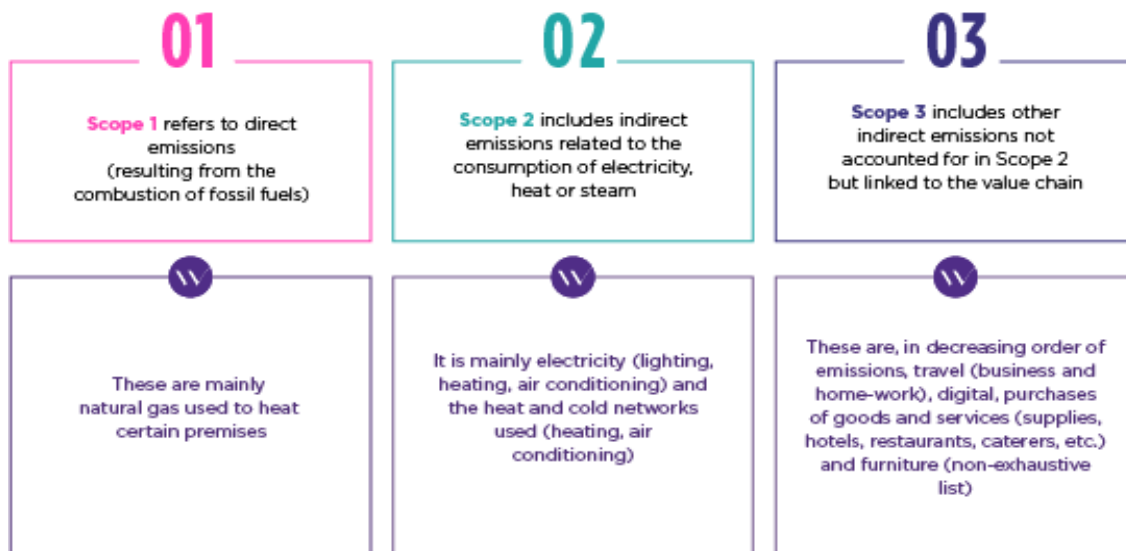 01
Scope 1 refers to direct
emissions
(resulting from the
combustion of fossil fuels)
These are mainly
natural gas used to heat
certain premises
02
Scope 2 includes indirect
emissions related to the
consumption of electricity,
heat or steam
It is mainly electricity (lighting,
heating, air conditioning) and
the heat and cold networks
used (heating, air
conditioning)
03
Scope 3 includes other
indirect emissions not
accounted for in Scope 2
but linked to the value chain
These are, in decreasing order of
emissions, travel (business and
home-work), digital, purchases
of goods and services (supplies,
hotels, restaurants, caterers, etc.)
and furniture (non-exhaustive
list)